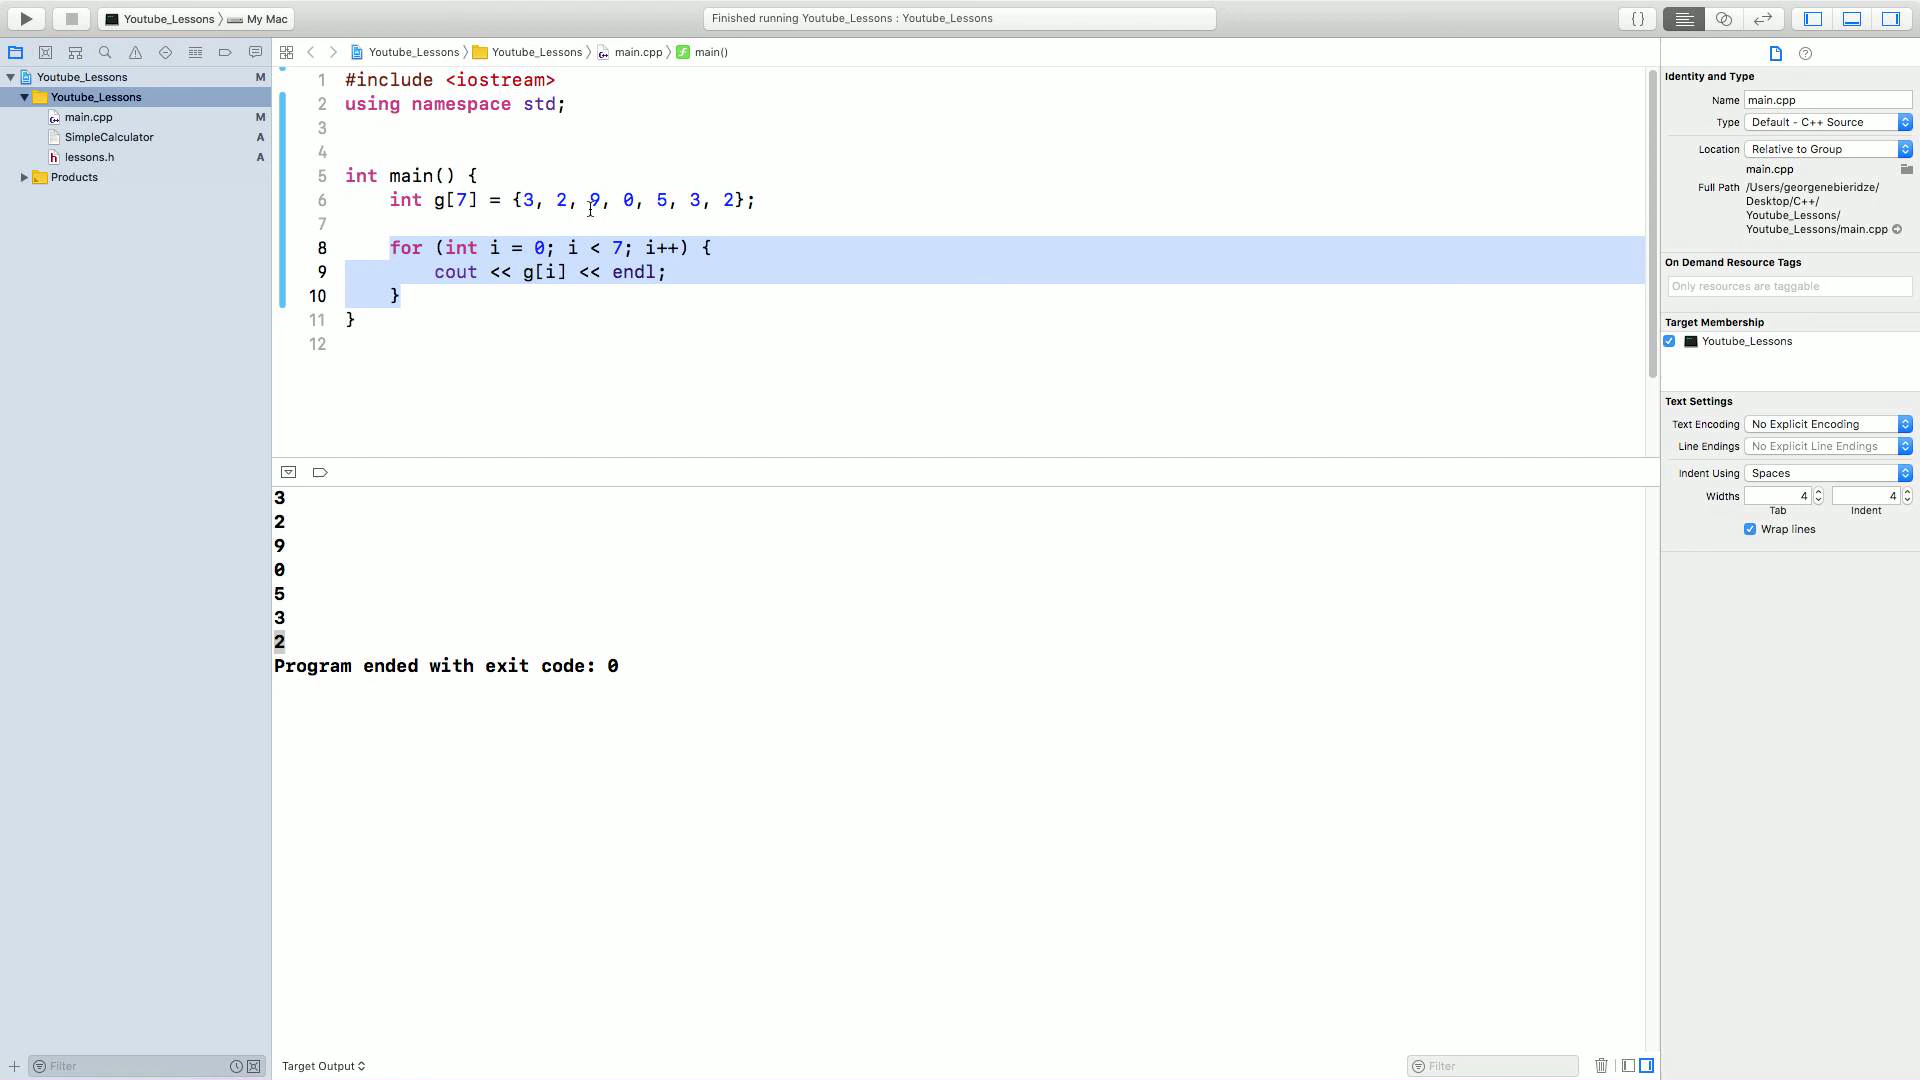 Youtube_Lessons My Mac
Finished running Youtube_Lessons : Youtube_Lessons
{}
Youtube_Lessons Youtube_Lessons main.cpp main()
Youtube_Lessons M
Youtube_Lessons
main.cpp M
SimpleCalculator A
lessons.h A
Products
1 #include <iostream>
2 using namespace std;
3
4
5 int main() {
6 int g[7] = {3, 2, 9, 0, 5, 3, 2};
7
8 for (int i = 0; i < 7; i++) {
9 cout << g[i] << endl;
10 }
11 }
12
3
2
9
0
5
3
2
Program ended with exit code: 0
Filter
Target Output
Filter
Identity and Type
Name main.cpp
Type Default - C++ Source
Location Relative to Group
main.cpp
Full Path /Users/georgenebieridze/
Desktop/C++/
Youtube_Lessons/
Youtube_Lessons/main.cpp
On Demand Resource Tags
Only resources are taggable
Target Membership
Youtube_Lessons
Text Settings
Text Encoding No Explicit Encoding
Line Endings No Explicit Line Endings
Indent Using Spaces
Widths 4 4
Tab Indent
Wrap lines